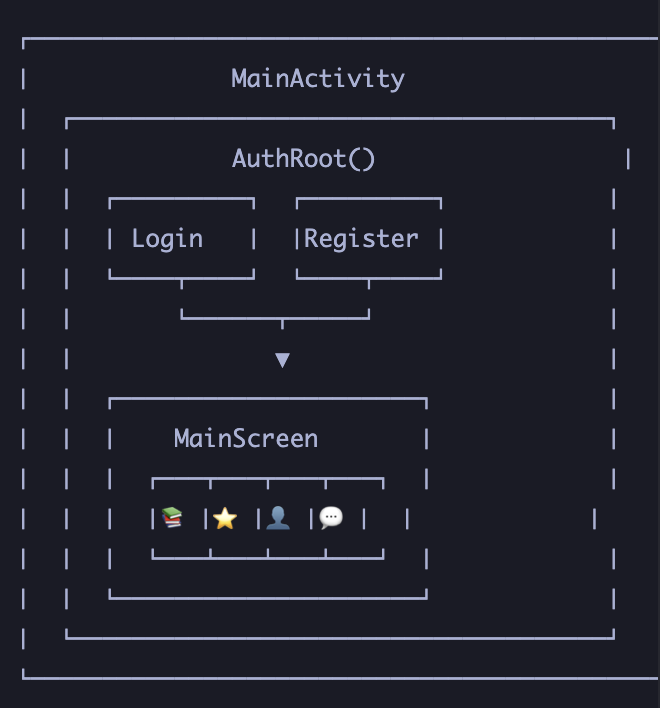 MainActivity
AuthRoot()
Login Register
MainScreen